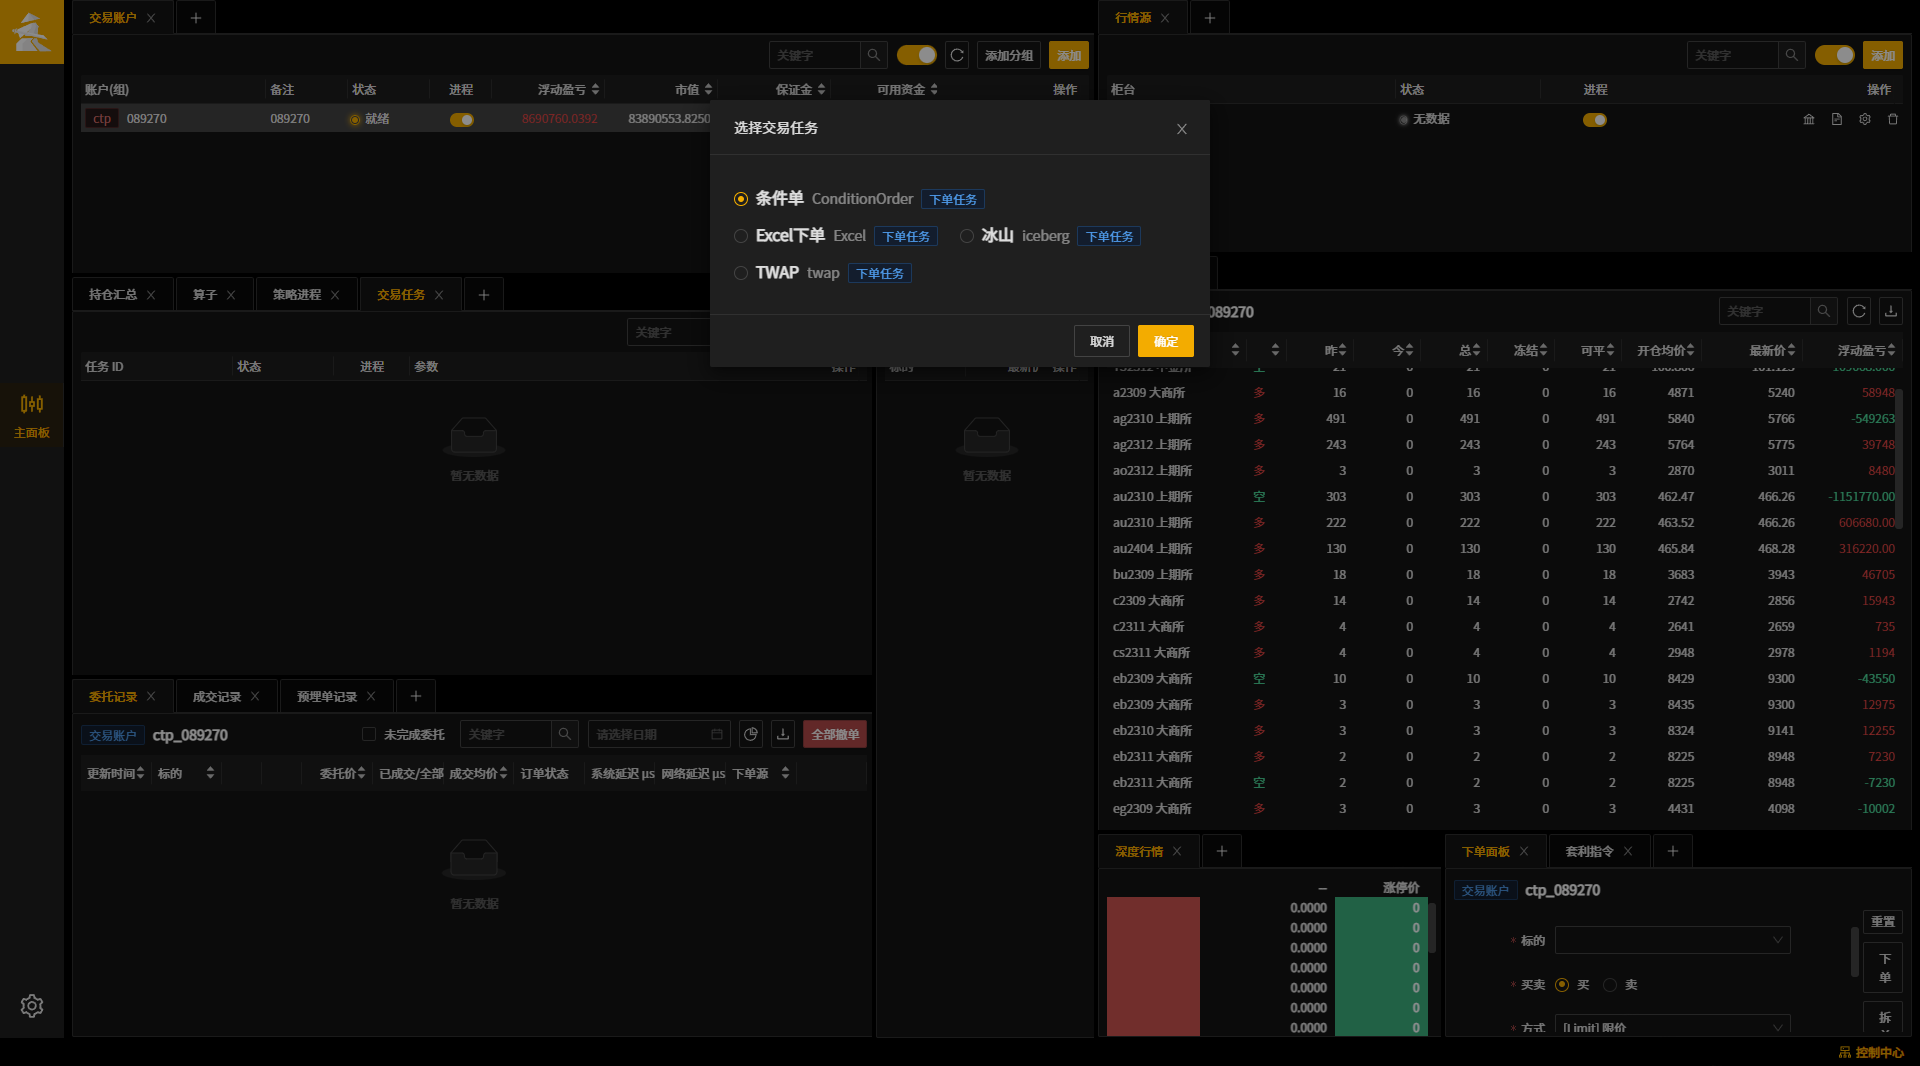 交易账户
行情源
添加分组 添加
关键字
关键字
添加
账户(组) 备注 状态 进程 浮动盈亏 市值 保证金 可用资金 操作
ctp 089270 089270 就绪 8690760.0392 83890553.8250
柜台 状态 进程 操作
无数据
选择交易任务
条件单 ConditionOrder 下单任务
Excel下单 Excel 下单任务 冰山 iceberg 下单任务
TWAP twap 下单任务
取消 确定
持仓汇总 算子 策略进程 交易任务
关键字
任务 ID 状态 进程 参数
暂无数据
暂无数据
089270
关键字
昨 今 总 冻结 可平 开仓均价 最新价 浮动盈亏
a2309 大商所 多 16 0 16 0 16 4871 5240 58948
ag2310 上期所 多 491 0 491 0 491 5840 5766 -549263
ag2312 上期所 多 243 0 243 0 243 5764 5775 39748
ao2312 上期所 多 3 0 3 0 3 2870 3011 8480
au2310 上期所 空 303 0 303 0 303 462.47 466.26 -1151770.00
au2310 上期所 多 222 0 222 0 222 463.52 466.26 606680.00
au2404 上期所 多 130 0 130 0 130 465.84 468.28 316220.00
bu2309 上期所 多 18 0 18 0 18 3683 3943 46705
c2309 大商所 多 14 0 14 0 14 2742 2856 15943
c2311 大商所 多 4 0 4 0 4 2641 2659 735
cs2311 大商所 多 4 0 4 0 4 2948 2978 1194
eb2309 大商所 空 10 0 10 0 10 8429 9300 -43550
eb2309 大商所 多 3 0 3 0 3 8435 9300 12975
eb2310 大商所 多 3 0 3 0 3 8324 9141 12255
eb2311 大商所 多 2 0 2 0 2 8225 8948 7230
eb2311 大商所 空 2 0 2 0 2 8225 8948 -7230
eg2309 大商所 多 3 0 3 0 3 4431 4098 -10002
主面板
委托记录 成交记录 预埋单记录
交易账户 ctp_089270 未完成委托 关键字 请选择日期 全部撤单
更新时间 标的 委托价 已成交/全部 成交均价 订单状态 系统延迟 μs 网络延迟 μs 下单源
暂无数据
深度行情
-- 涨停价
0.0000 0
0.0000 0
0.0000 0
0.0000 0
0.0000 0
0.0000 0
0.0000 0
下单面板 套利指令
交易账户 ctp_089270
重置
* 标的
下单
* 买卖 买 卖
拆
* 方式 [Limit] 限价
控制中心